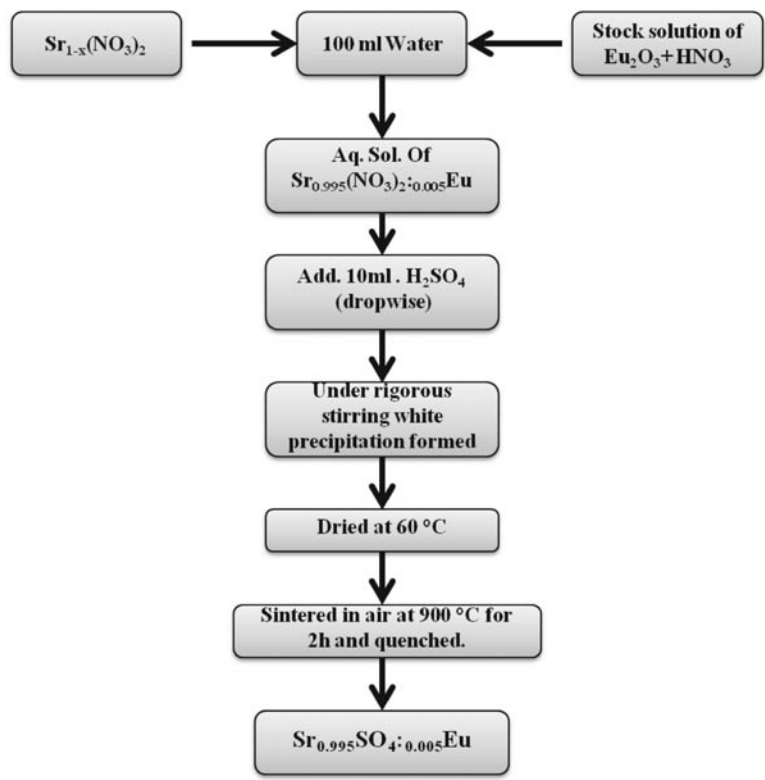 Sr₁₋ₓ(NO₃)₂
100 ml Water
Stock solution of
Eu₂O₃+HNO₃
Aq. Sol. Of
Sr₀.₉₉₅(NO₃)₂:₀.₀₀₅Eu
Add. 10ml . H₂SO₄
(dropwise)
Under rigorous
stirring white
precipitation formed
Dried at 60 °C
Sintered in air at 900 °C for
2h and quenched.
Sr₀.₉₉₅SO₄:₀.₀₀₅Eu